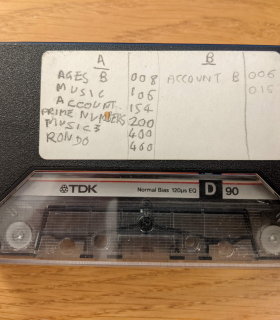 A
B
AGES B 008
MUSIC 105
ACCOUNT 154
PRIME NUMBERS 200
MUSIC 3 400
RONDO 460
ACCOUNT B 006
015
TDK
Normal Bias 120μs EQ
D 90